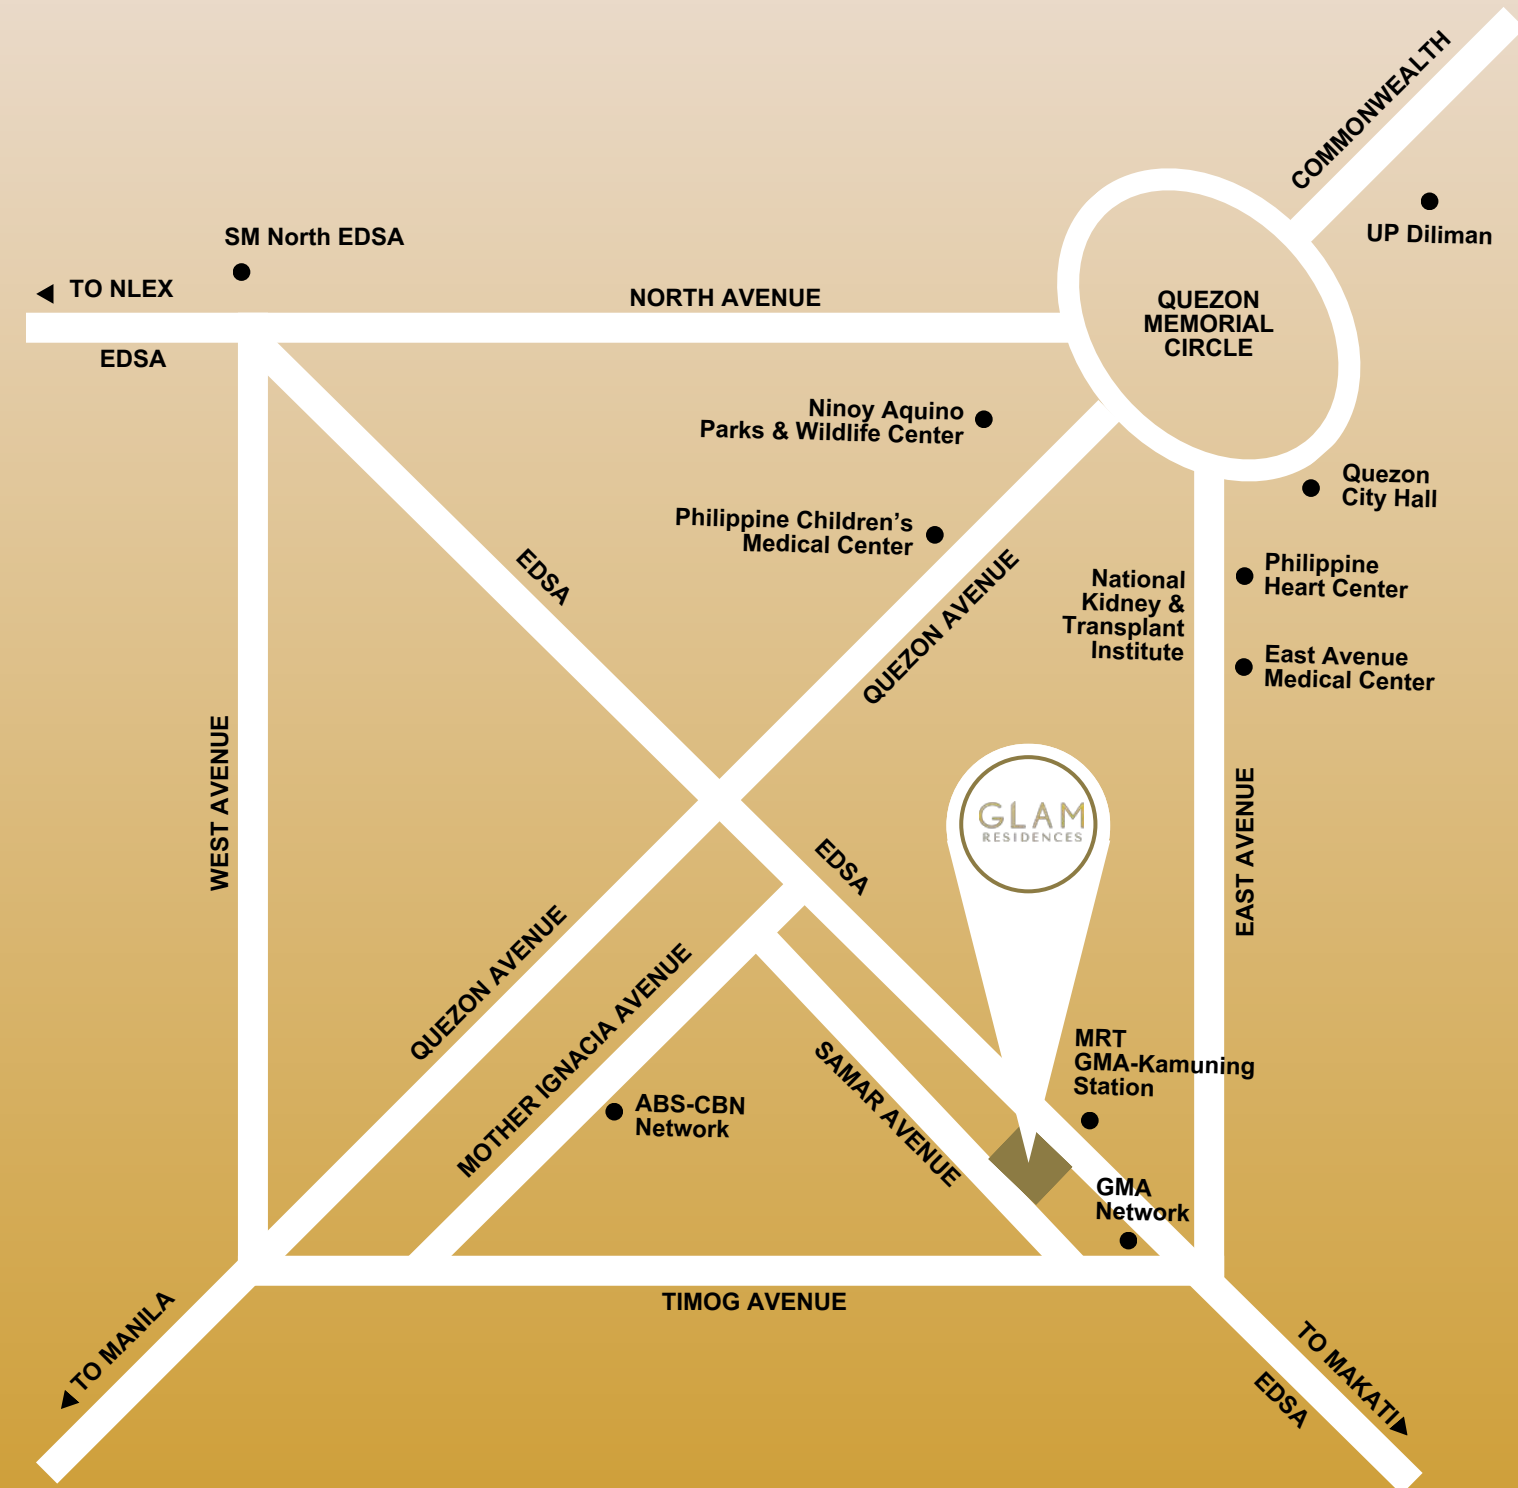 COMMONWEALTH
UP Diliman
SM North EDSA
TO NLEX
NORTH AVENUE
EDSA
QUEZON
MEMORIAL
CIRCLE
Ninoy Aquino
Parks & Wildlife Center
Quezon
City Hall
Philippine Children's
Medical Center
EDSA
QUEZON AVENUE
National
Kidney &
Transplant
Institute
Philippine
Heart Center
East Avenue
Medical Center
WEST AVENUE
GLAM
RESIDENCES
EAST AVENUE
EDSA
QUEZON AVENUE
MOTHER IGNACIA AVENUE
SAMAR AVENUE
MRT
GMA-Kamuning
Station
ABS-CBN
Network
GMA
Network
TIMOG AVENUE
TO MANILA
TO MAKATI
EDSA